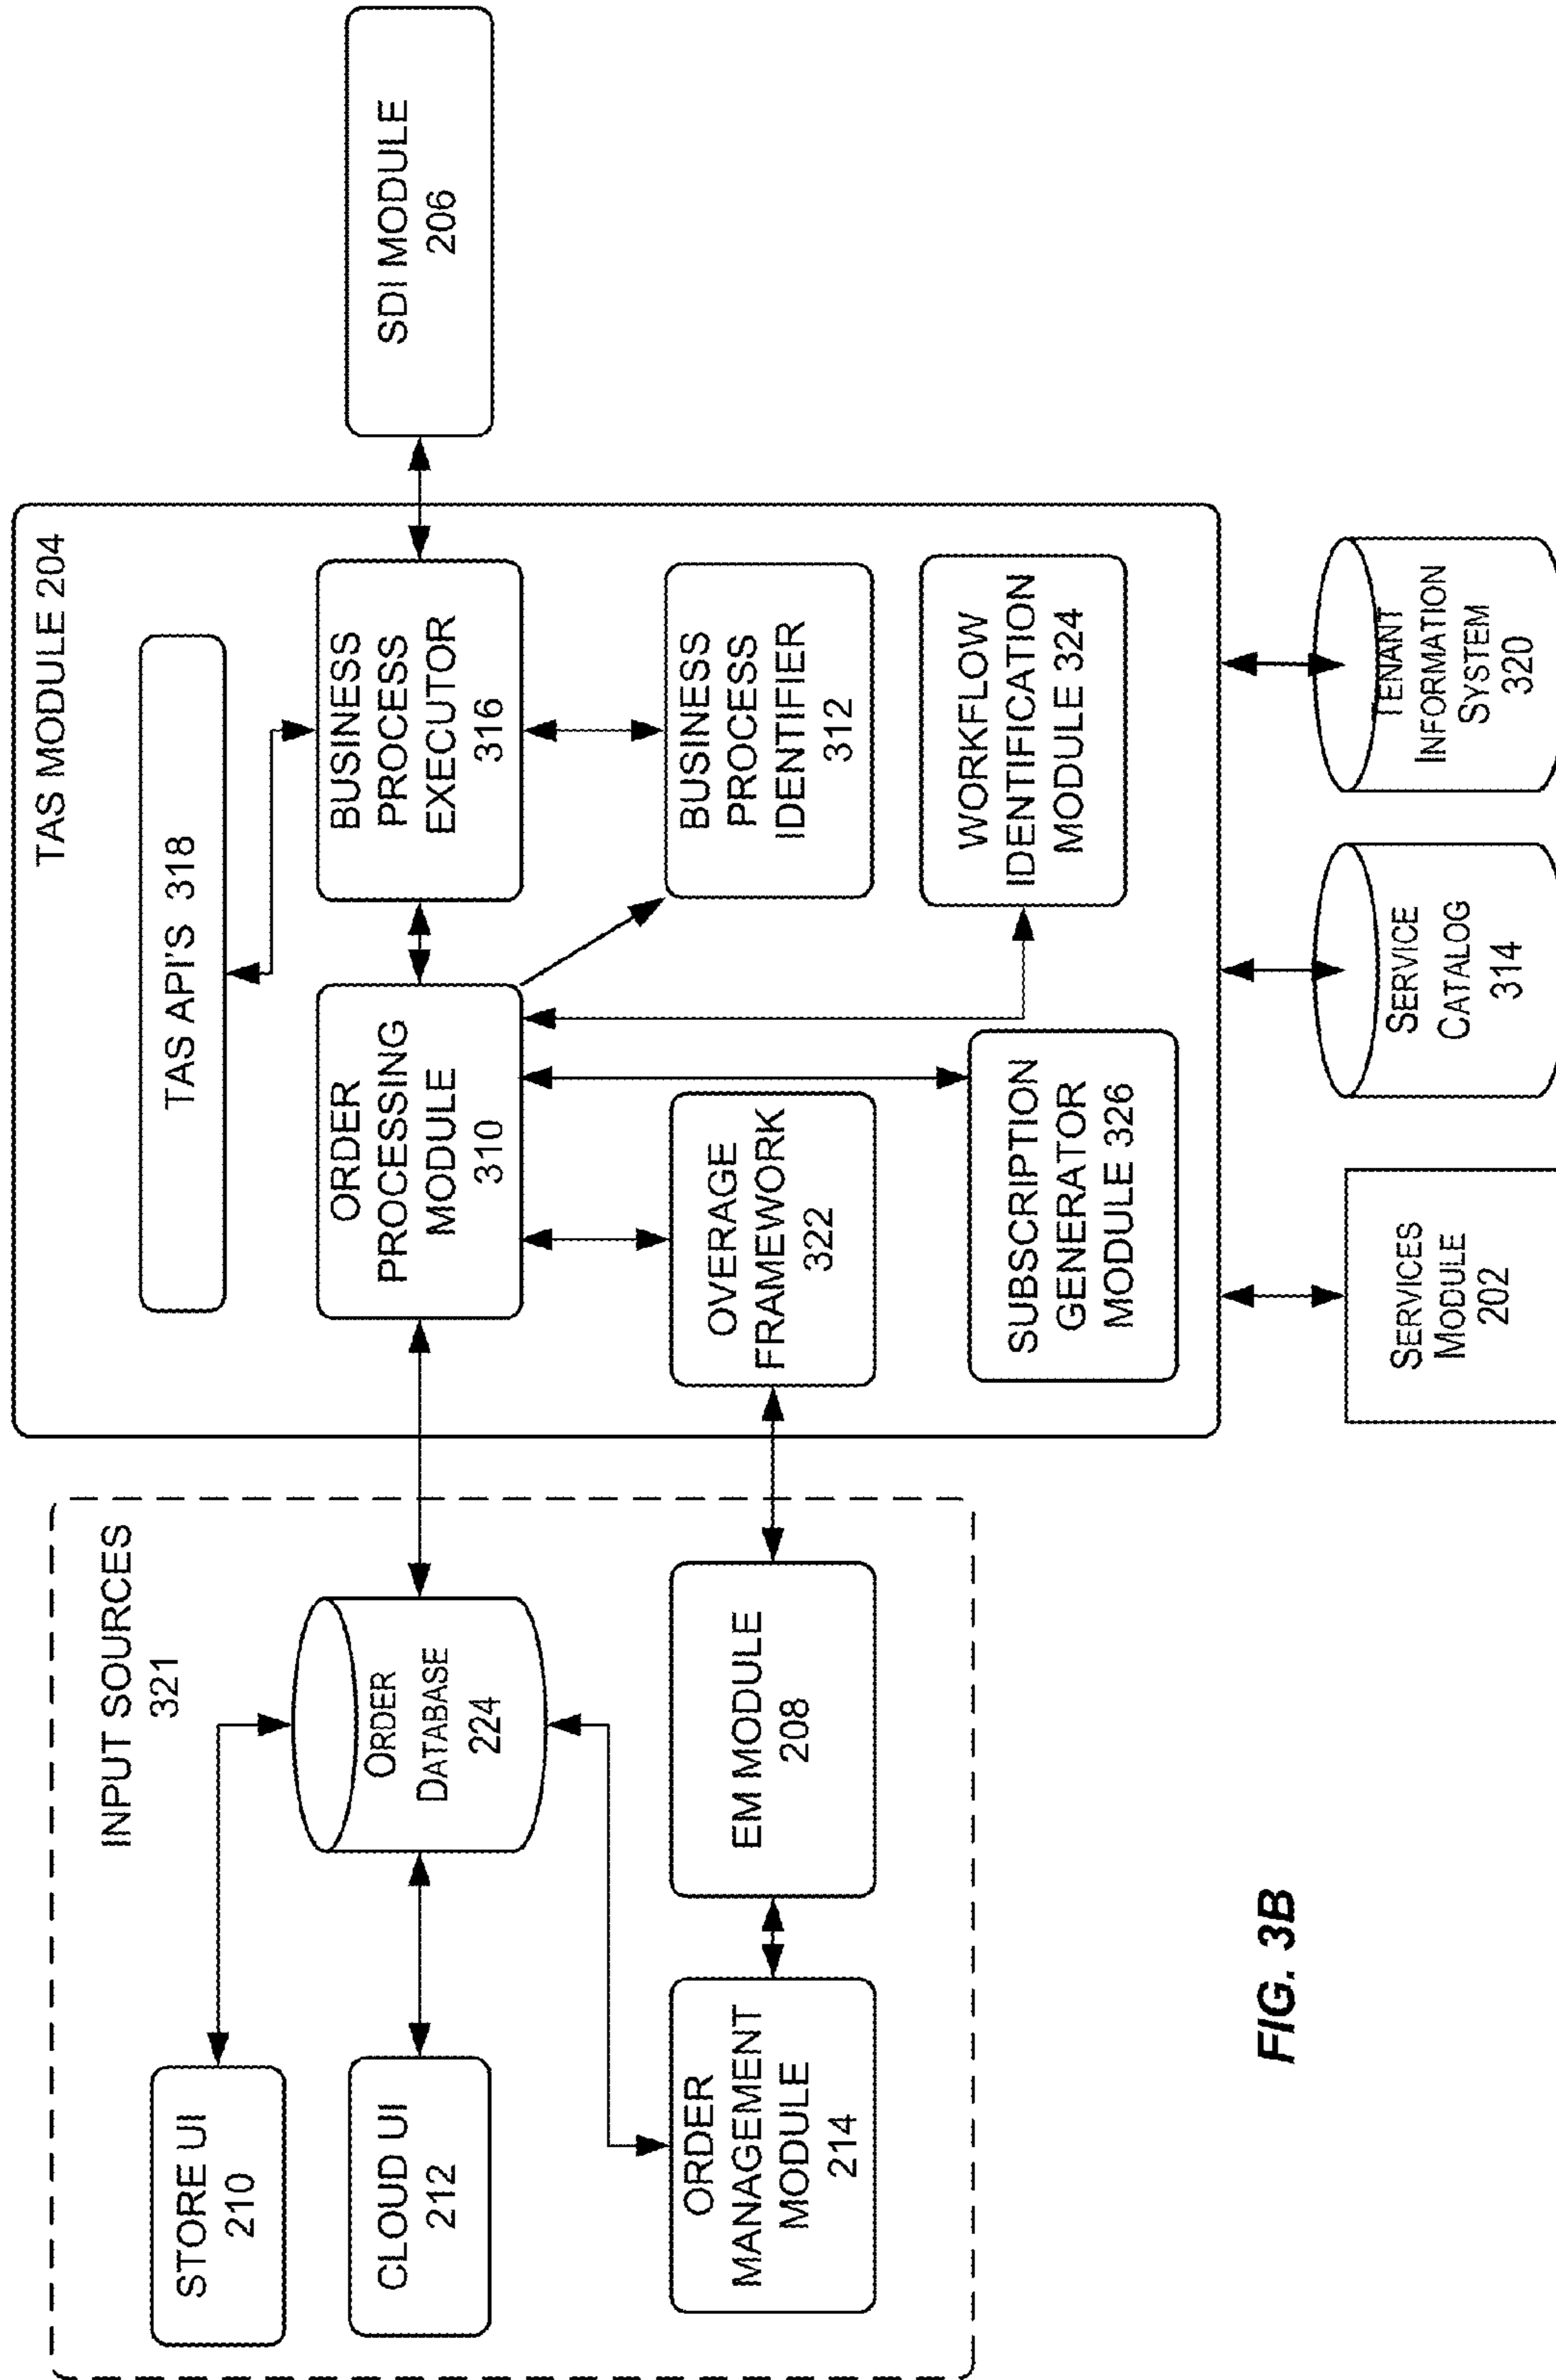 INPUT SOURCES
321
STORE UI
210
CLOUD UI
212
ORDER
MANAGEMENT
MODULE
214
ORDER
DATABASE
224
EM MODULE
208
TAS MODULE 204
TAS API'S 318
ORDER
PROCESSING
MODULE
310
BUSINESS
PROCESS
EXECUTOR
316
OVERAGE
FRAMEWORK
322
BUSINESS
PROCESS
IDENTIFIER
312
SUBSCRIPTION
GENERATOR
MODULE 326
WORKFLOW
IDENTIFICATION
MODULE 324
SDI MODULE
206
SERVICES
MODULE
202
SERVICE
CATALOG
314
TENANT
INFORMATION
SYSTEM
320
FIG. 3B